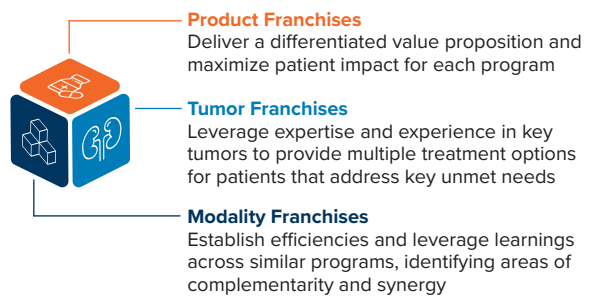 Product Franchises
Deliver a differentiated value proposition and
maximize patient impact for each program
Tumor Franchises
Leverage expertise and experience in key
tumors to provide multiple treatment options
for patients that address key unmet needs
Modality Franchises
Establish efficiencies and leverage learnings
across similar programs, identifying areas of
complementarity and synergy